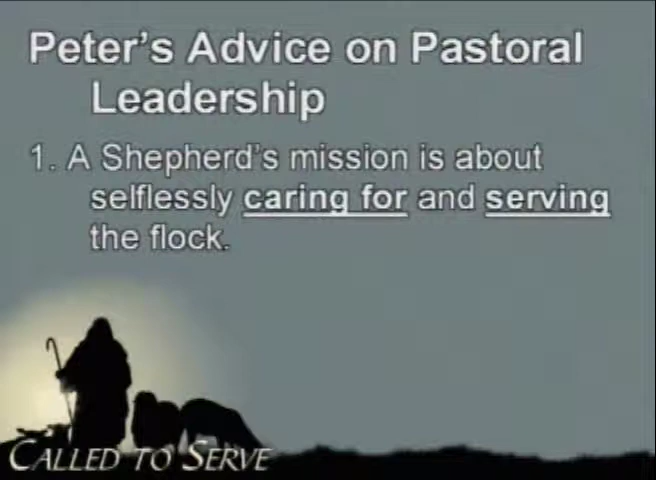 Peter's Advice on Pastoral
Leadership
1. A Shepherd's mission is about
selflessly caring for and serving
the flock.
CALLED TO SERVE